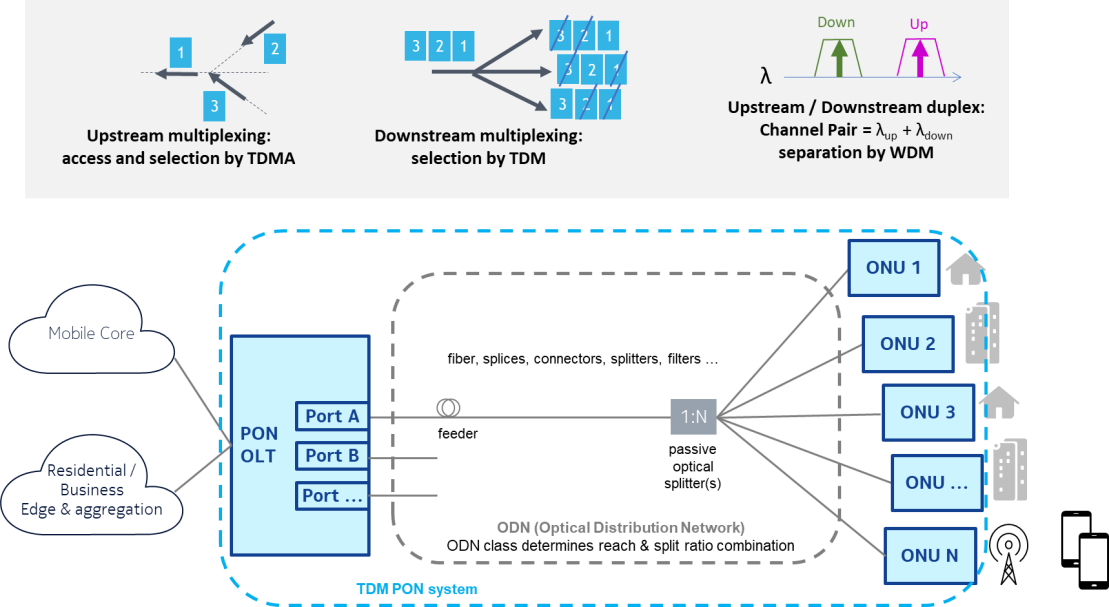 1
2
3
Upstream multiplexing:
access and selection by TDMA
3 2 1
3 2 1
3 2 1
3 2 1
Downstream multiplexing:
selection by TDM
Down
Up
λ
Upstream / Downstream duplex:
Channel Pair = λup + λdown
separation by WDM
Mobile Core
Residential /
Business
Edge & aggregation
PON
OLT
Port A
Port B
Port ...
fiber, splices, connectors, splitters, filters ...
feeder
1:N
passive
optical
splitter(s)
ODN (Optical Distribution Network)
ODN class determines reach & split ratio combination
TDM PON system
ONU 1
ONU 2
ONU 3
ONU ...
ONU N